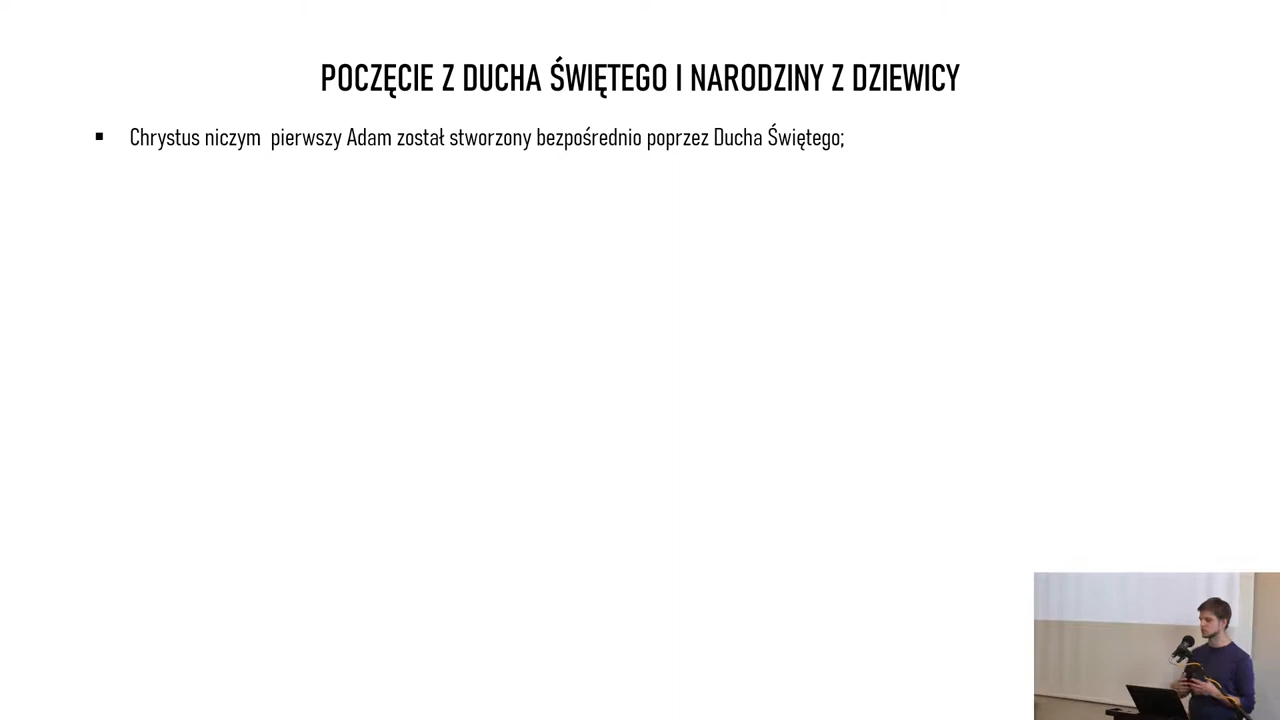 POCZĘCIE Z DUCHA ŚWIĘTEGO I NARODZINY Z DZIEWICY
▪ Chrystus niczym  pierwszy Adam został stworzony bezpośrednio poprzez Ducha Świętego;